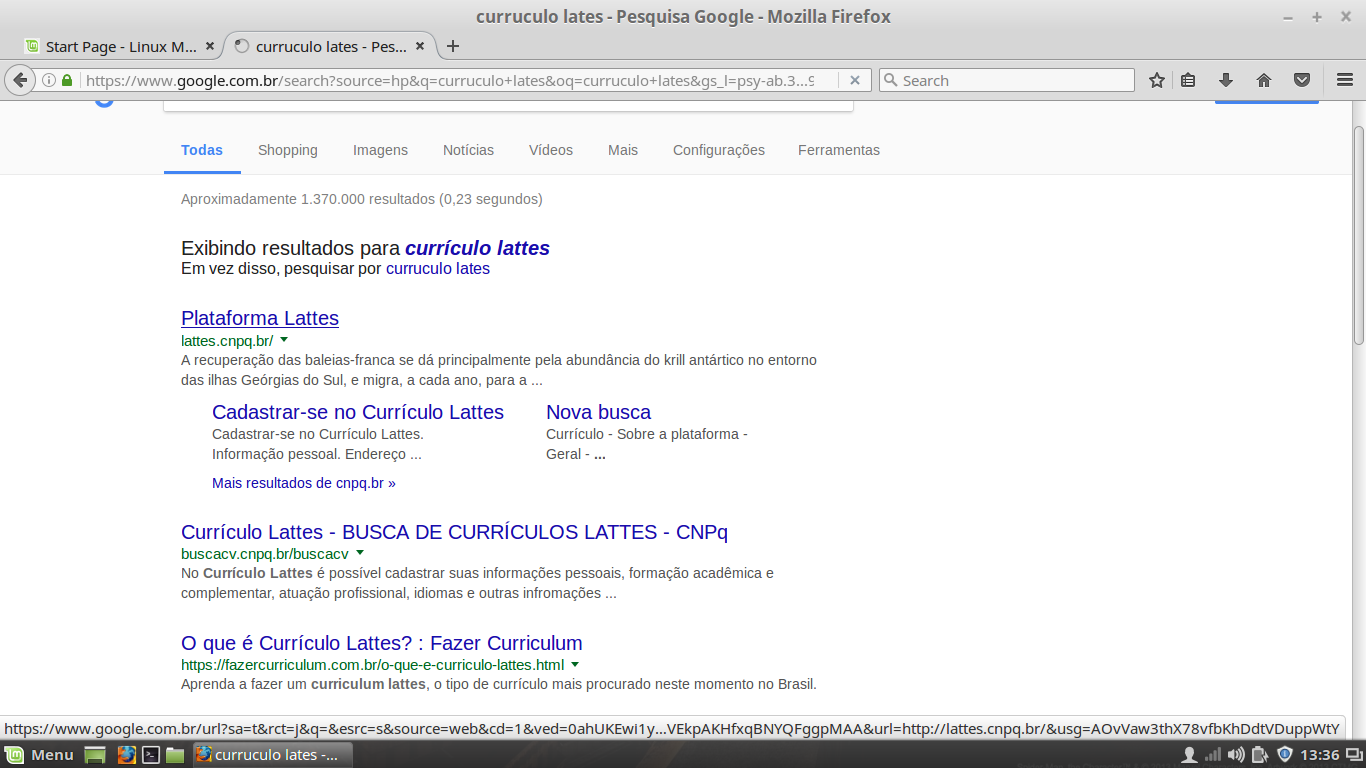 curruculo lates - Pesquisa Google - Mozilla Firefox
Start Page - Linux M...
curruculo lates - Pes...
https://www.google.com.br/search?source=hp&q=curruculo+lates&oq=curruculo+lates&gs_l=psy-ab.3...9
Search
Todas Shopping Imagens Notícias Vídeos Mais Configurações Ferramentas
Aproximadamente 1.370.000 resultados (0,23 segundos)
Exibindo resultados para currículo lattes
Em vez disso, pesquisar por curruculo lates
Plataforma Lattes
lattes.cnpq.br/
A recuperação das baleias-franca se dá principalmente pela abundância do krill antártico no entorno
das ilhas Geórgias do Sul, e migra, a cada ano, para a ...
Cadastrar-se no Currículo Lattes
Cadastrar-se no Currículo Lattes.
Informação pessoal. Endereço ...
Nova busca
Currículo - Sobre a plataforma -
Geral - ...
Mais resultados de cnpq.br »
Currículo Lattes - BUSCA DE CURRÍCULOS LATTES - CNPq
buscacv.cnpq.br/buscacv
No Currículo Lattes é possível cadastrar suas informações pessoais, formação acadêmica e
complementar, atuação profissional, idiomas e outras infromações ...
O que é Currículo Lattes? : Fazer Curriculum
https://fazercurriculum.com.br/o-que-e-curriculo-lattes.html
Aprenda a fazer um curriculum lattes, o tipo de currículo mais procurado neste momento no Brasil.
https://www.google.com.br/url?sa=t&rct=j&q=&esrc=s&source=web&cd=1&ved=0ahUKEwi1y...VEkpAKHfxqBNYQFggpMAA&url=http://lattes.cnpq.br/&usg=AOvVaw3thX78vfbKhDdtVDuppWtY
Menu
curruculo lates -...
13:36